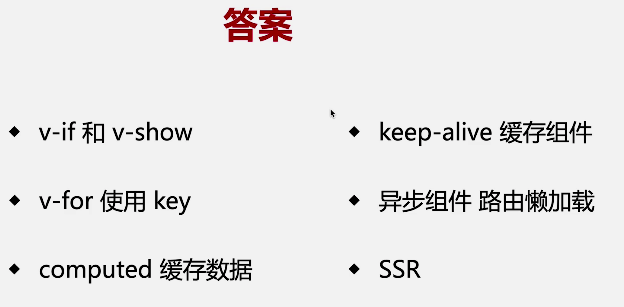 答案
v-if 和 v-show
v-for 使用 key
computed 缓存数据
keep-alive 缓存组件
异步组件 路由懒加载
SSR